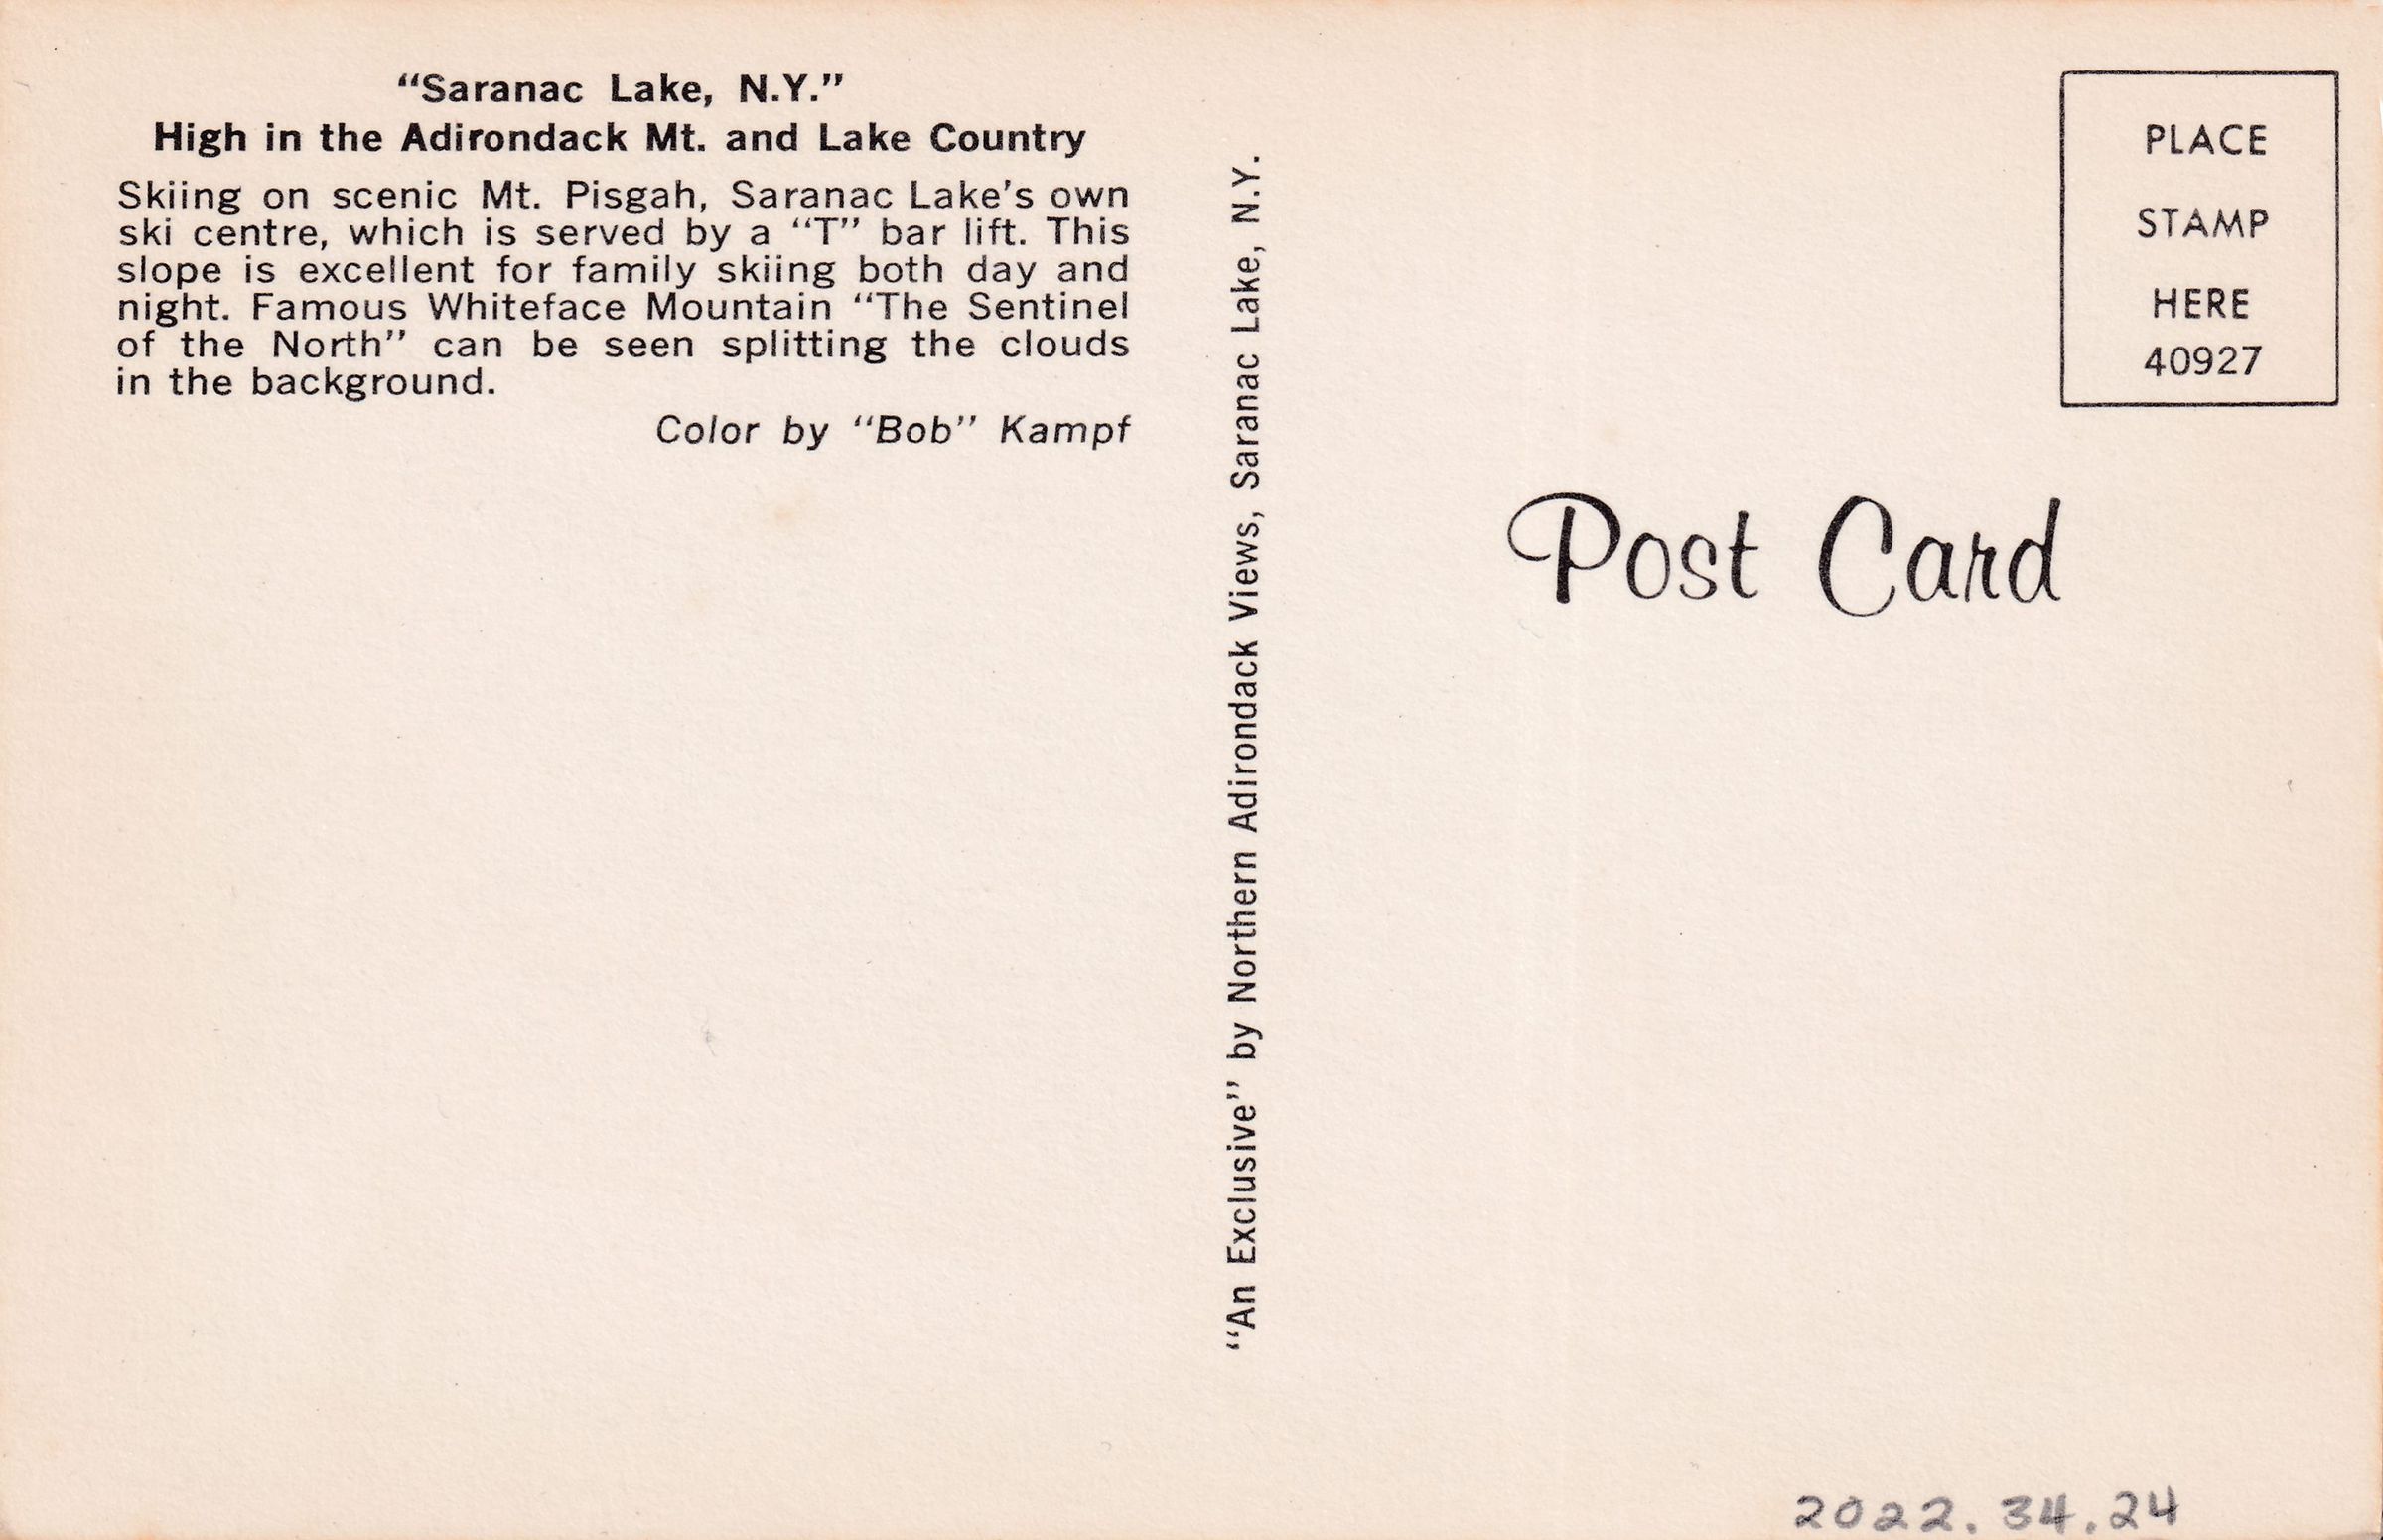 “Saranac Lake, N.Y.”
High in the Adirondack Mt. and Lake Country
Skiing on scenic Mt. Pisgah, Saranac Lake’s own
ski centre, which is served by a “T” bar lift. This
slope is excellent for family skiing both day and
night. Famous Whiteface Mountain “The Sentinel
of the North” can be seen splitting the clouds
in the background.
Color by “Bob” Kampf
“An Exclusive” by Northern Adirondack Views, Saranac Lake, N.Y.
PLACE
STAMP
HERE
40927
Post Card
2022.34.24